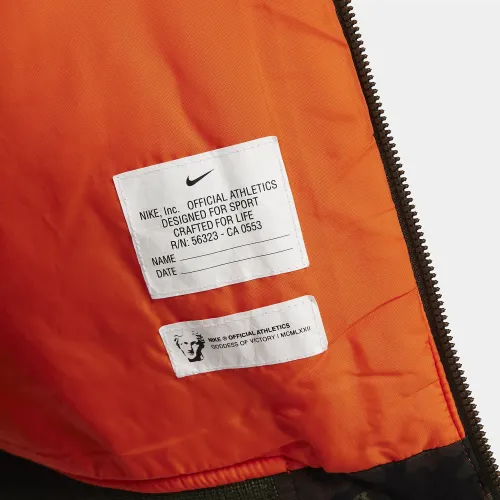 NIKE, Inc. OFFICIAL ATHLETICS
DESIGNED FOR SPORT
CRAFTED FOR LIFE
R/N: 56323 - CA 0553
NAME
DATE
NIKE ® OFFICIAL ATHLETICS
GODDESS OF VICTORY | MCMLXXII